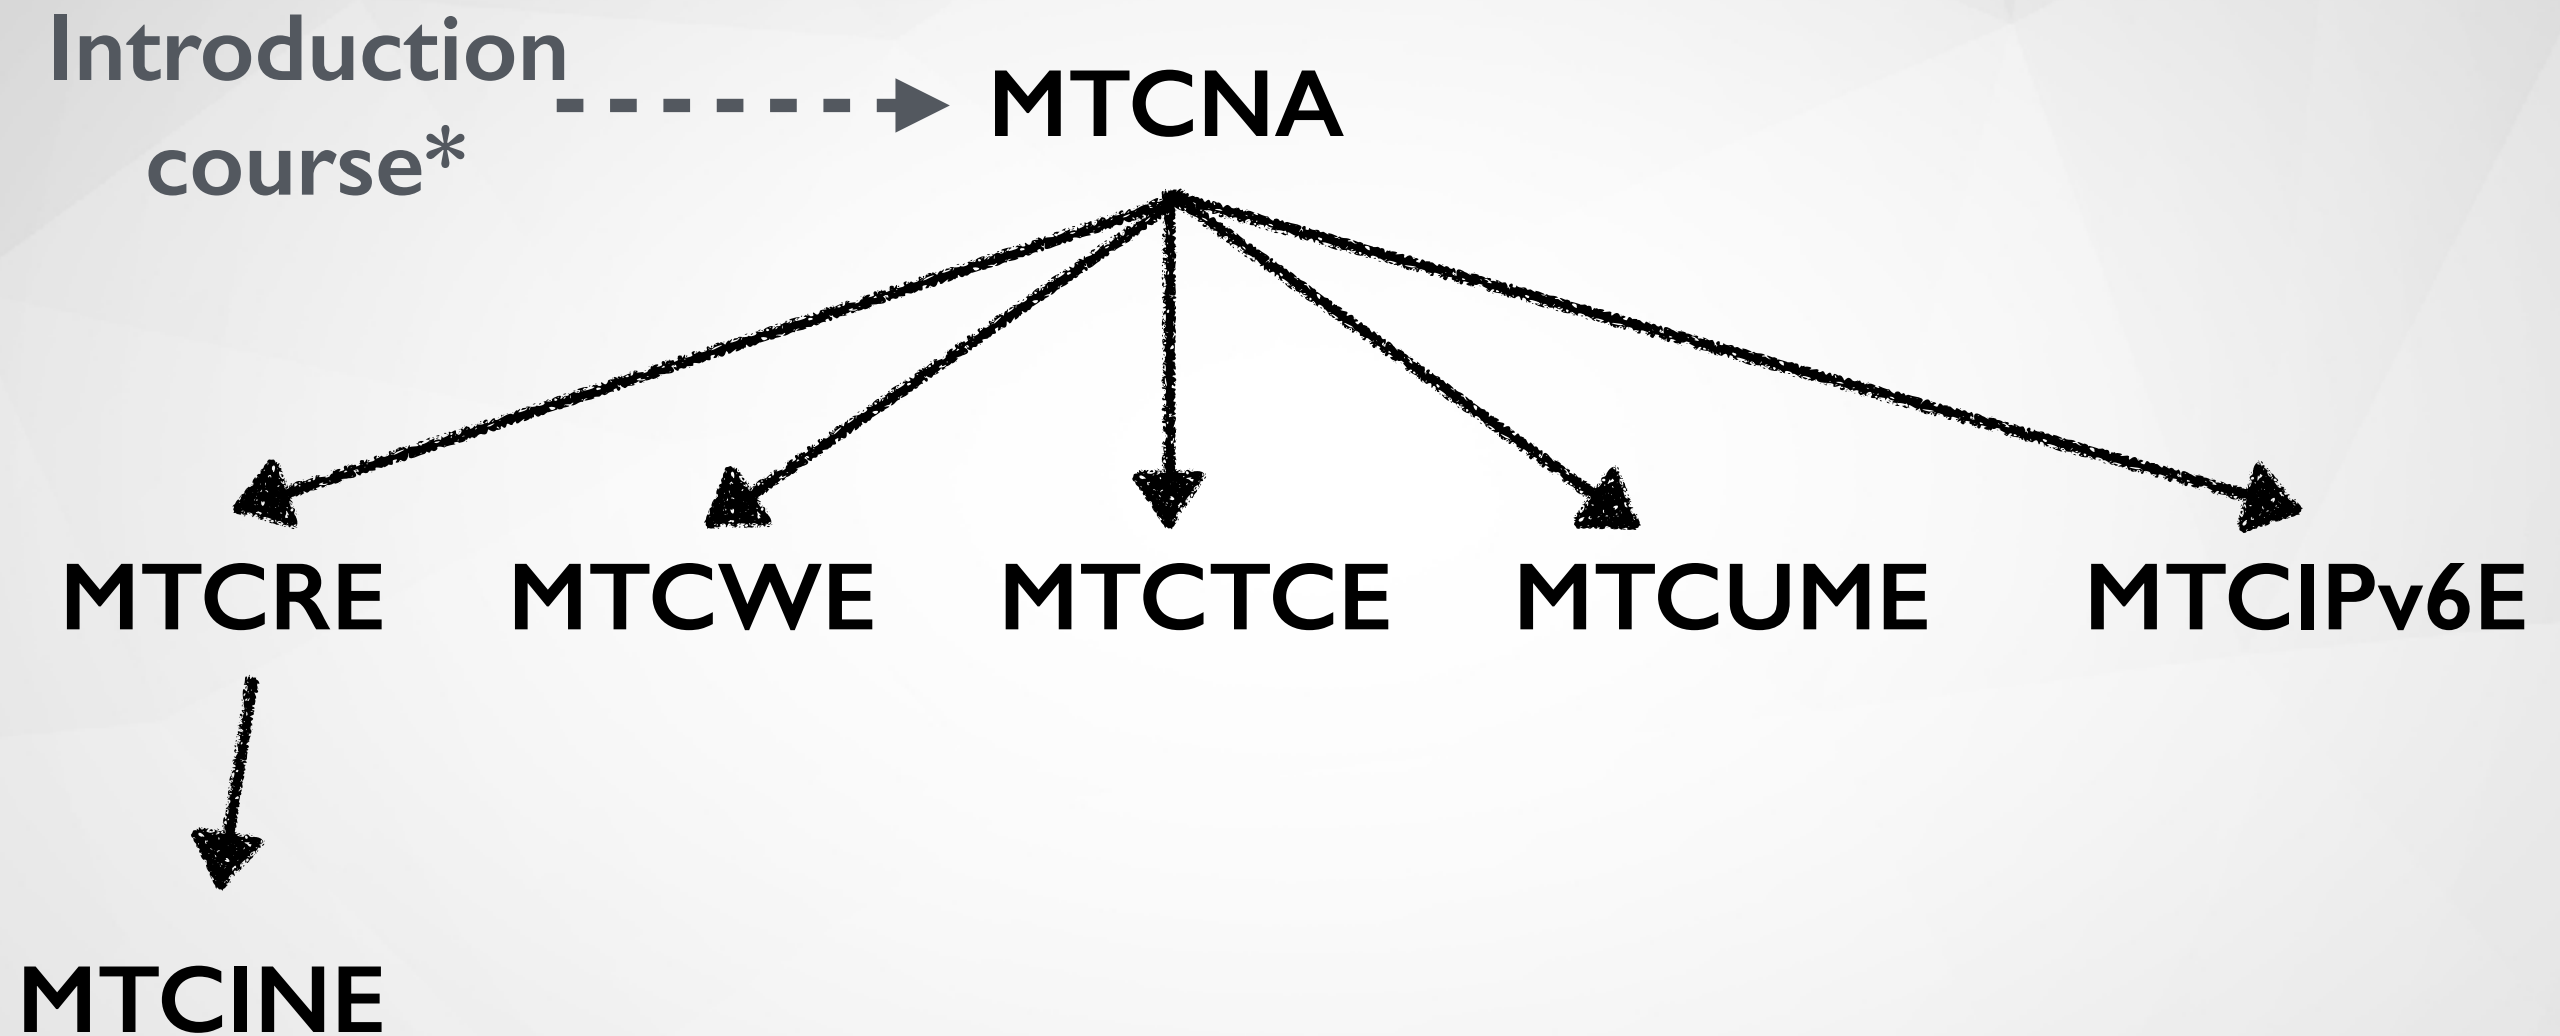 Introduction
course*
MTCNA
MTCRE MTCWE MTCTCE MTCUME MTCIPv6E
MTCINE